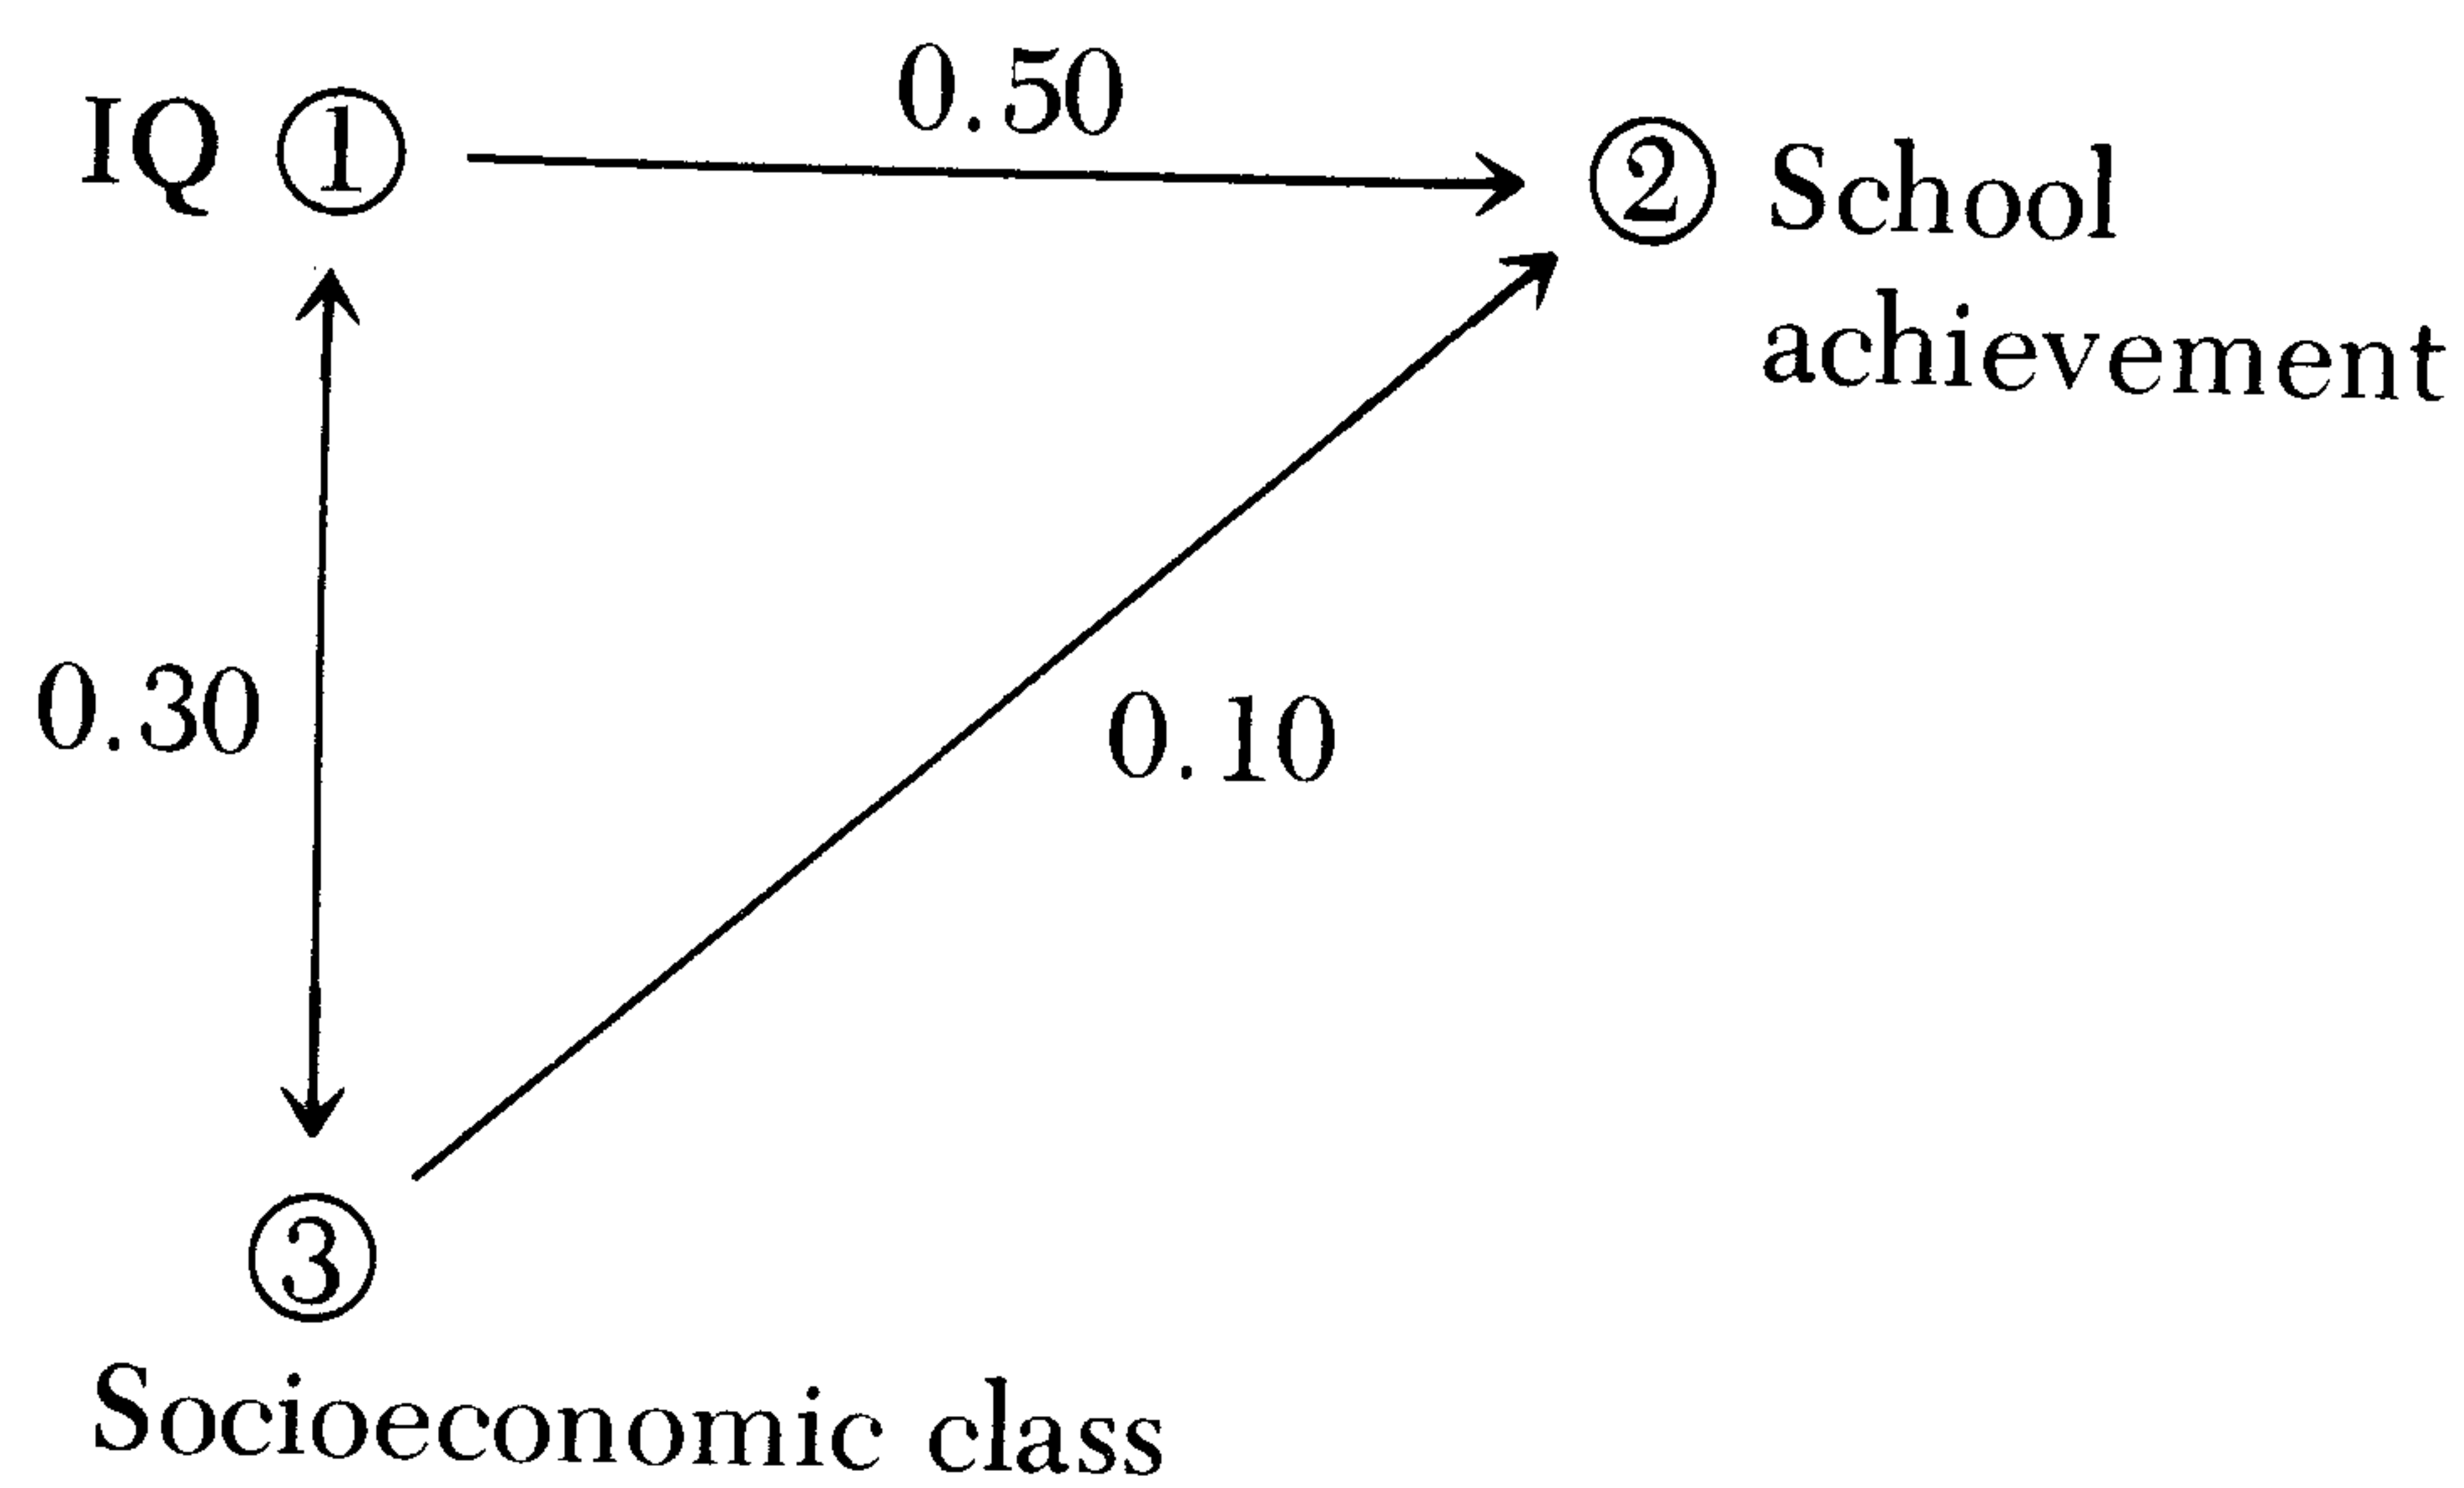 0.50
IQ ① ② School
achievement
0.30
0.10
③
Socioeconomic class